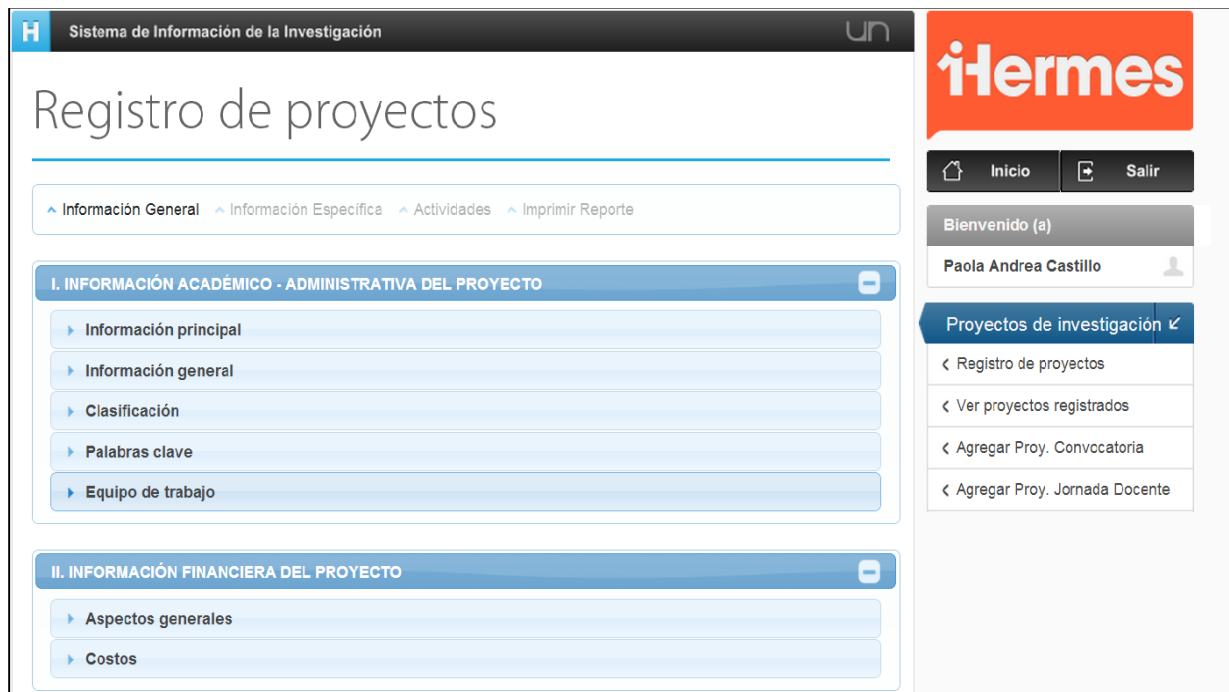 H Sistema de Información de la Investigación un
Registro de proyectos
Información General Información Específica Actividades Imprimir Reporte
I. INFORMACIÓN ACADÉMICO - ADMINISTRATIVA DEL PROYECTO
Información principal
Información general
Clasificación
Palabras clave
Equipo de trabajo
II. INFORMACIÓN FINANCIERA DEL PROYECTO
Aspectos generales
Costos
Hermes
Inicio Salir
Bienvenido (a)
Paola Andrea Castillo
Proyectos de investigación
Registro de proyectos
Ver proyectos registrados
Agregar Proy. Convocatoria
Agregar Proy. Jornada Docente